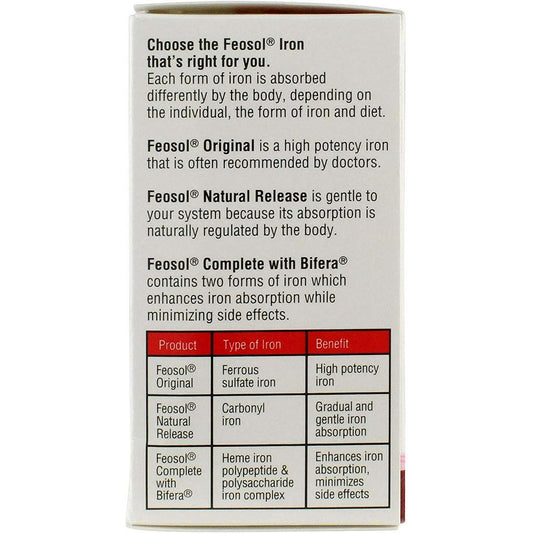 Choose the Feosol® Iron
that's right for you.
Each form of iron is absorbed
differently by the body, depending on
the individual, the form of iron and diet.
Feosol® Original is a high potency iron
that is often recommended by doctors.
Feosol® Natural Release is gentle to
your system because its absorption is
naturally regulated by the body.
Feosol® Complete with Bifera®
contains two forms of iron which
enhances iron absorption while
minimizing side effects.
Product Type of Iron Benefit
Feosol®
Original
Ferrous
sulfate iron
High potency
iron
Feosol®
Natural
Release
Carbonyl
iron
Gradual and
gentle iron
absorption
Feosol®
Complete
with
Bifera®
Heme iron
polypeptide &
polysaccharide
iron complex
Enhances iron
absorption,
minimizes
side effects